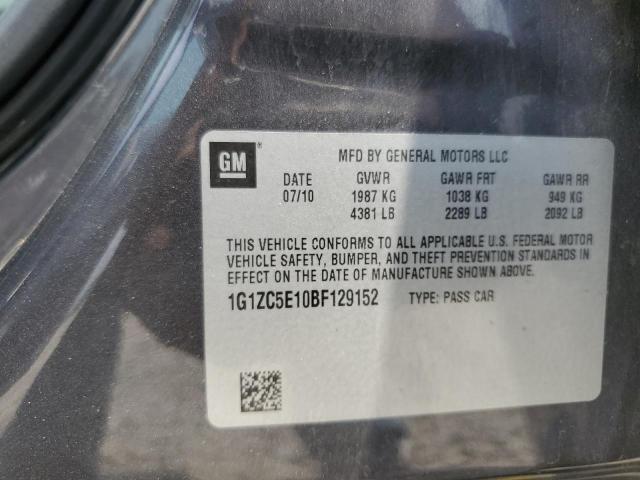 GM
MFD BY GENERAL MOTORS LLC
DATE GVWR GAWR FRT GAWR RR
07/10 1987 KG 1038 KG 949 KG
4381 LB 2289 LB 2092 LB
THIS VEHICLE CONFORMS TO ALL APPLICABLE U.S. FEDERAL MOTOR
VEHICLE SAFETY, BUMPER, AND THEFT PREVENTION STANDARDS IN
EFFECT ON THE DATE OF MANUFACTURE SHOWN ABOVE.
1G1ZC5E10BF129152 TYPE: PASS CAR